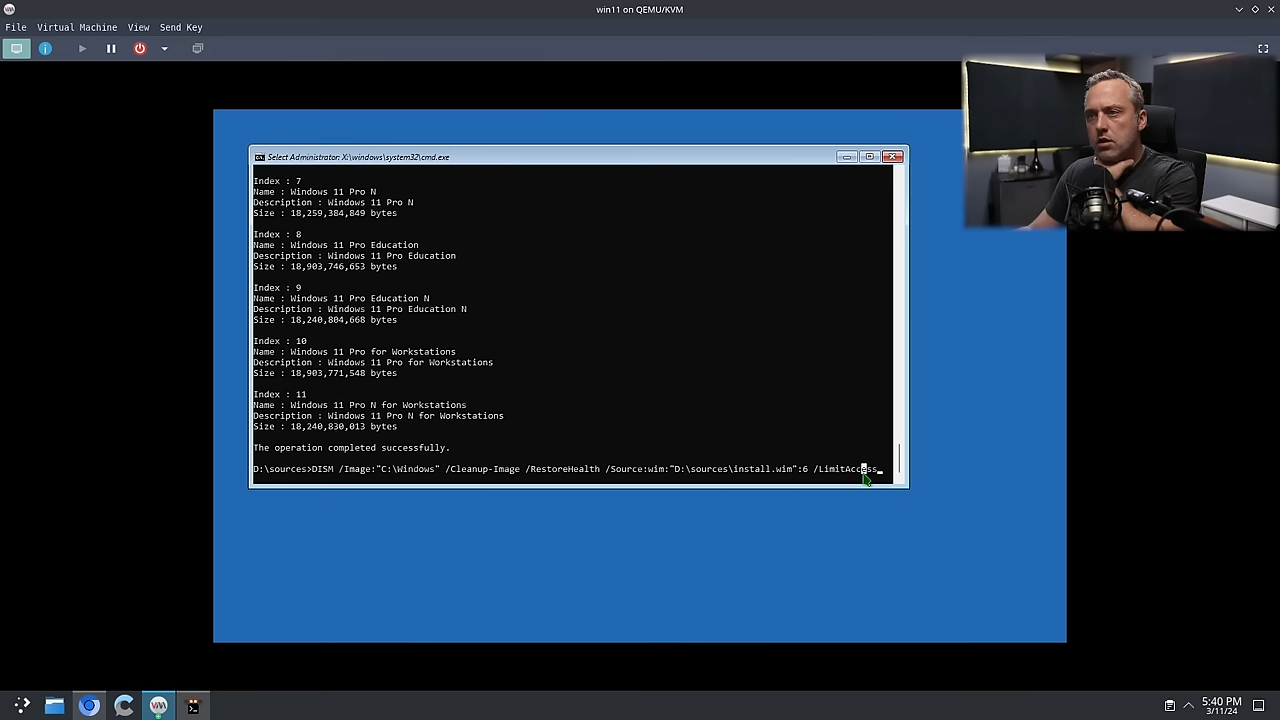 win11 on QEMU/KVM
File Virtual Machine View Send Key
Select Administrator: X:\windows\system32\cmd.exe
Index : 7
Name : Windows 11 Pro N
Description : Windows 11 Pro N
Size : 18,259,384,849 bytes
Index : 8
Name : Windows 11 Pro Education
Description : Windows 11 Pro Education
Size : 18,903,746,653 bytes
Index : 9
Name : Windows 11 Pro Education N
Description : Windows 11 Pro Education N
Size : 18,240,804,668 bytes
Index : 10
Name : Windows 11 Pro for Workstations
Description : Windows 11 Pro for Workstations
Size : 18,903,771,548 bytes
Index : 11
Name : Windows 11 Pro N for Workstations
Description : Windows 11 Pro N for Workstations
Size : 18,240,830,013 bytes
The operation completed successfully.
D:\sources>DISM /Image:"C:\Windows" /Cleanup-Image /RestoreHealth /Source:wim:"D:\sources\install.wim":6 /LimitAccess_
5:40 PM
3/11/24